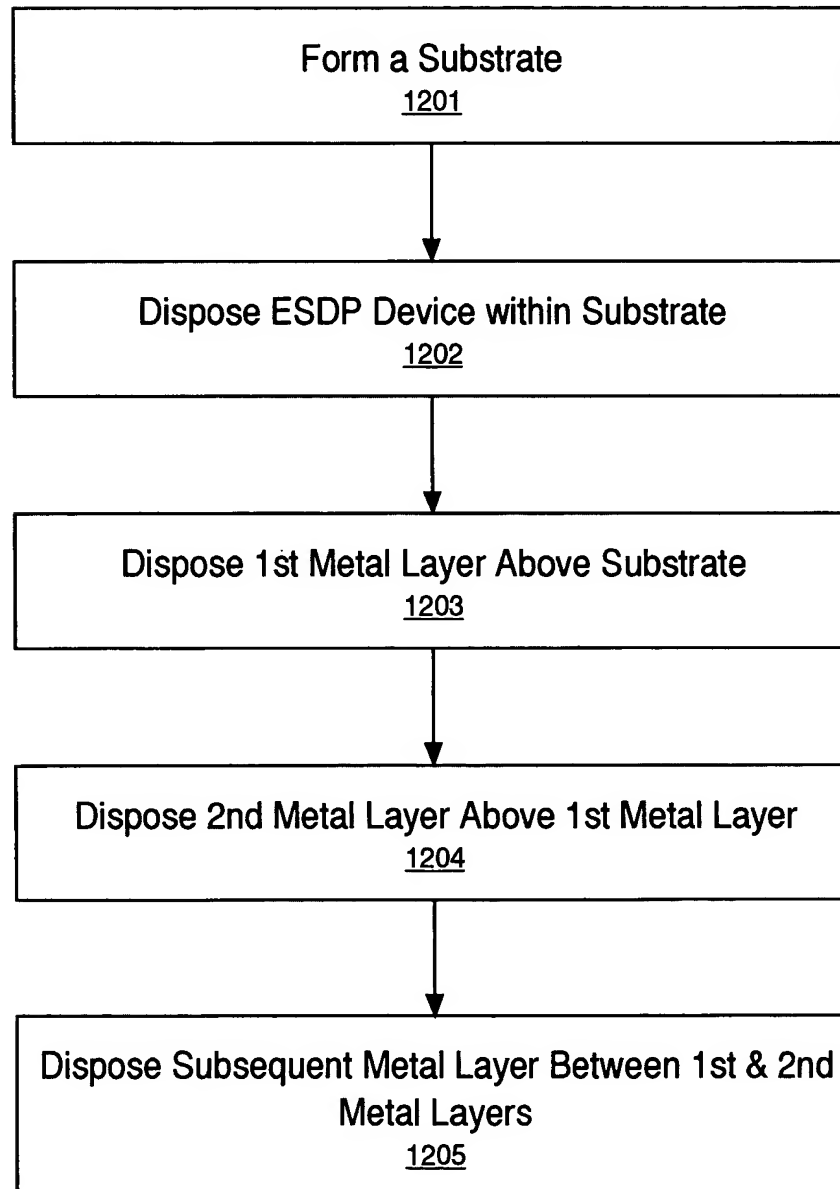 Form a Substrate
1201
Dispose ESDP Device within Substrate
1202
Dispose 1st Metal Layer Above Substrate
1203
Dispose 2nd Metal Layer Above 1st Metal Layer
1204
Dispose Subsequent Metal Layer Between 1st & 2nd
Metal Layers
1205